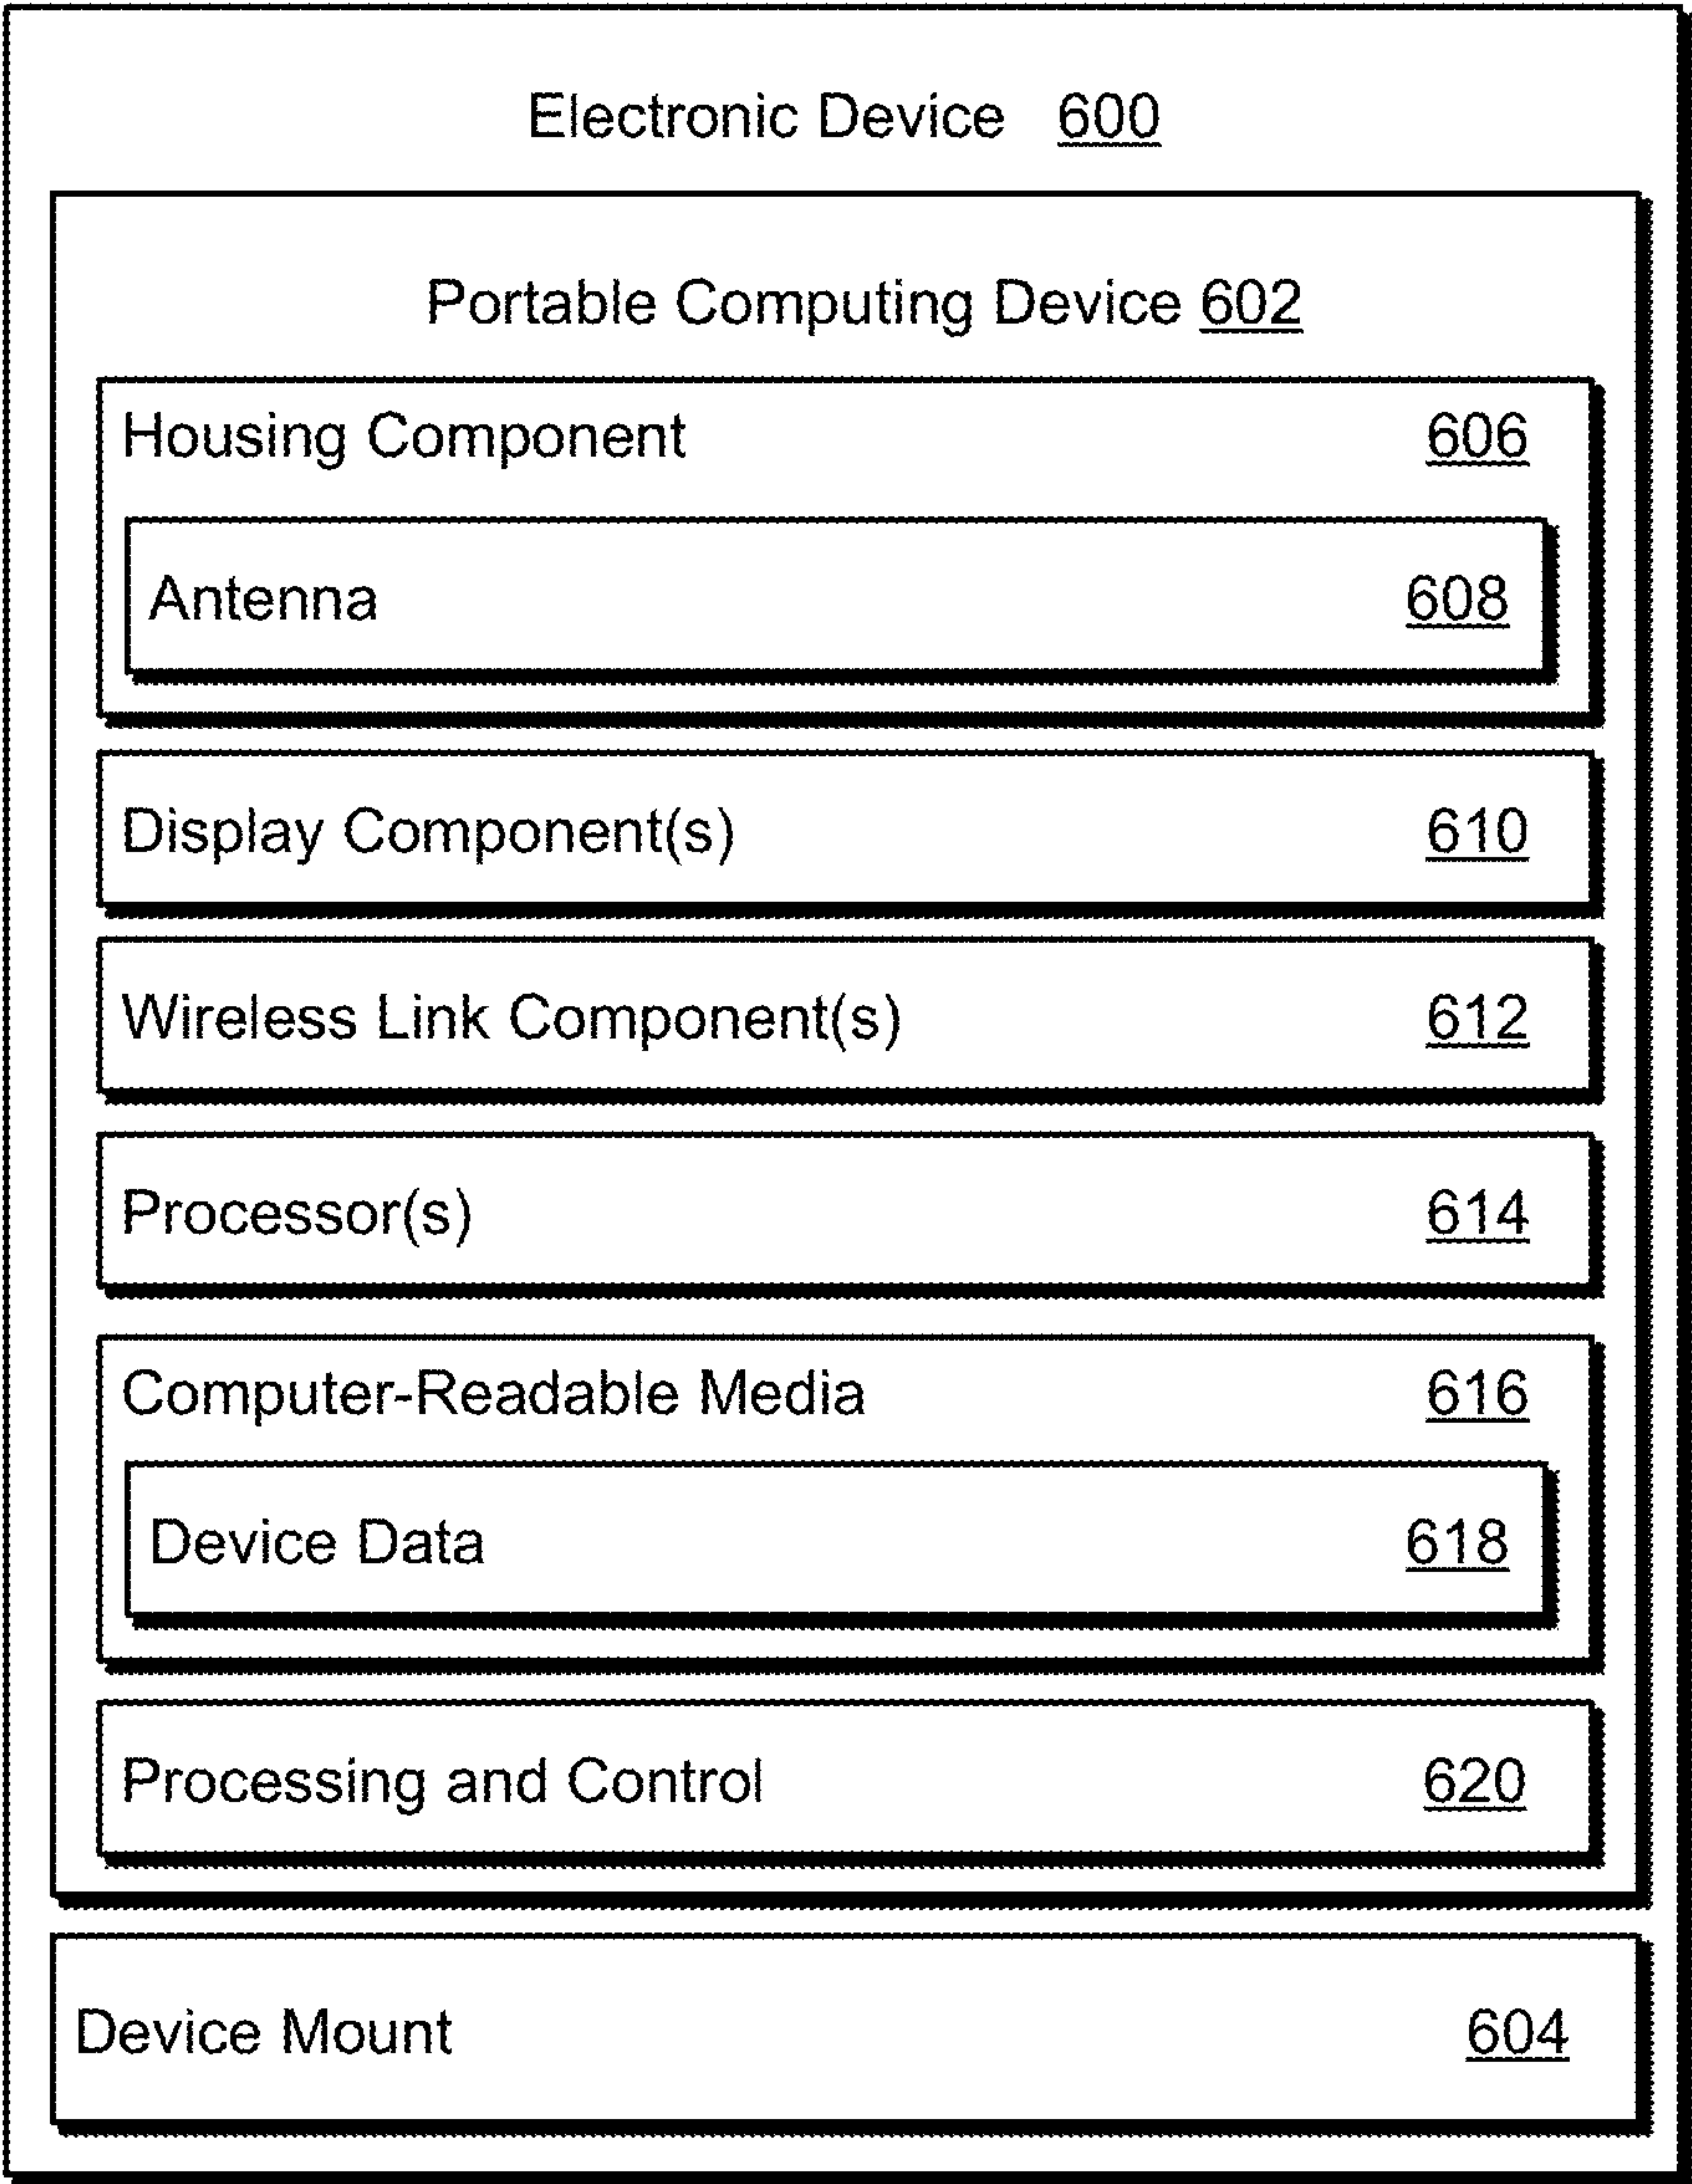 Electronic Device 600
Portable Computing Device 602
Housing Component 606
Antenna 608
Display Component(s) 610
Wireless Link Component(s) 612
Processor(s) 614
Computer-Readable Media 616
Device Data 618
Processing and Control 620
Device Mount 604